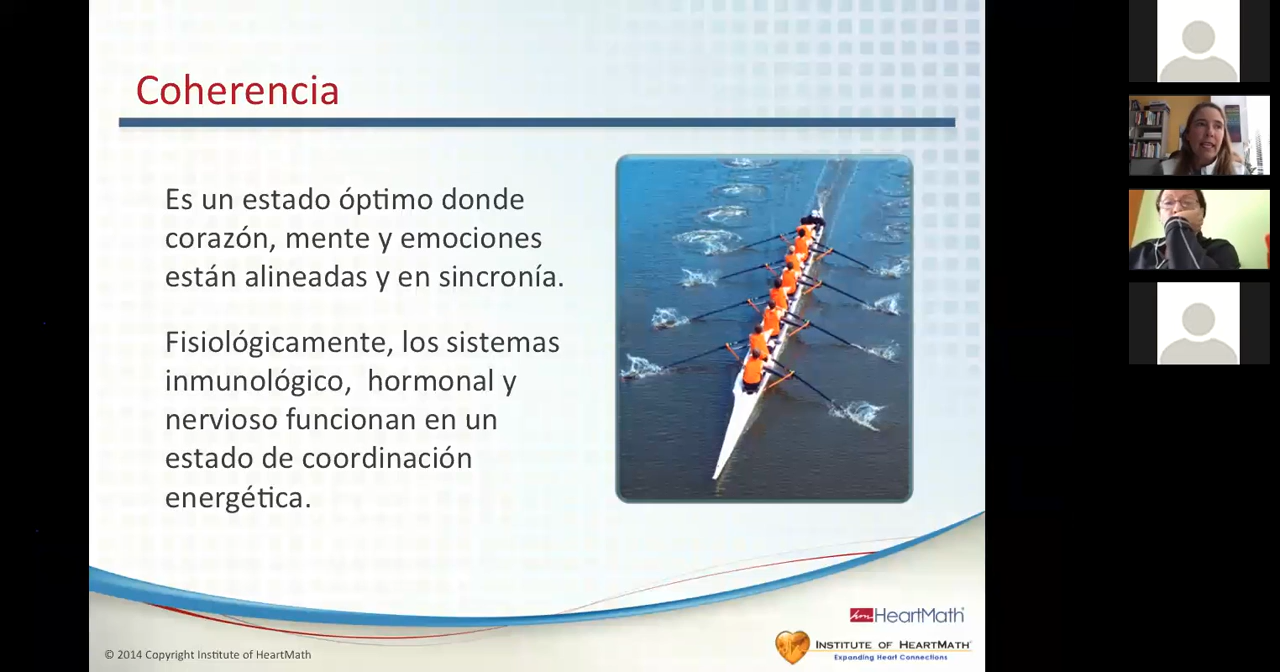 Coherencia
Es un estado óptimo donde
corazón, mente y emociones
están alineadas y en sincronía.
Fisiológicamente, los sistemas
inmunológico, hormonal y
nervioso funcionan en un
estado de coordinación
energética.
hm HeartMath®
INSTITUTE OF HEARTMATH®
Expanding Heart Connections
© 2014 Copyright Institute of HeartMath